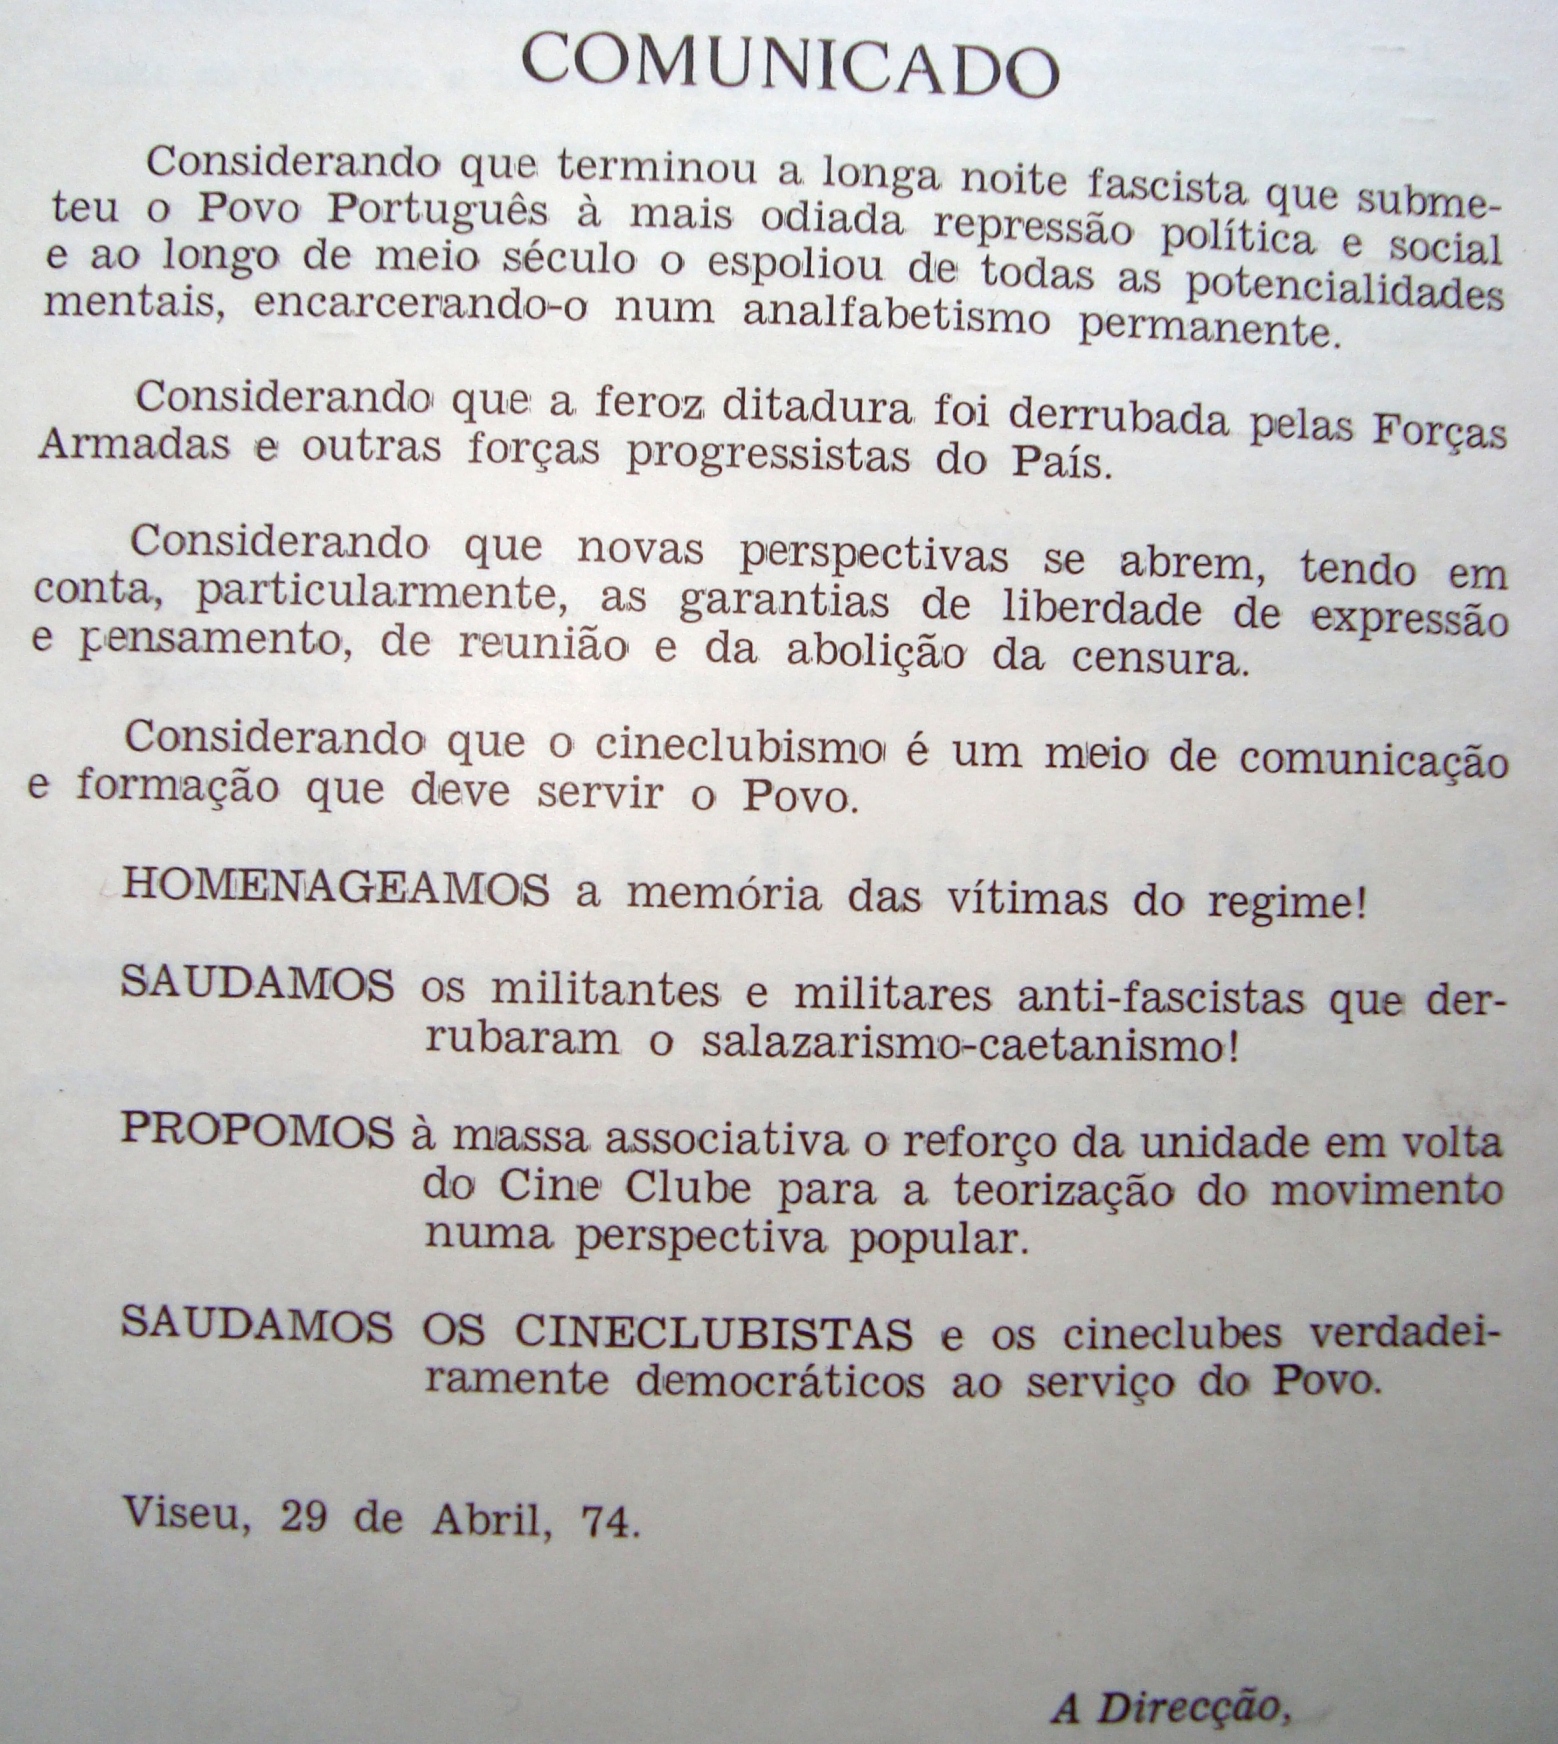 COMUNICADO
Considerando que terminou a longa noite fascista que subme-
teu o Povo Português à mais odiada repressão política e social
e ao longo de meio século o espoliou de todas as potencialidades
mentais, encarcerando-o num analfabetismo permanente.
Considerando que a feroz ditadura foi derrubada pelas Forças
Armadas e outras forças progressistas do País.
Considerando que novas perspectivas se abrem, tendo em
conta, particularmente, as garantias de liberdade de expressão
e pensamento, de reunião e da abolição da censura.
Considerando que o cineclubismo é um meio de comunicação
e formação que deve servir o Povo.
HOMENAGEAMOS a memória das vítimas do regime!
SAUDAMOS os militantes e militares anti-fascistas que der-
rubaram o salazarismo-caetanismo!
PROPOMOS à massa associativa o reforço da unidade em volta
do Cine Clube para a teorização do movimento
numa perspectiva popular.
SAUDAMOS OS CINECLUBISTAS e os cineclubes verdadei-
ramente democráticos ao serviço do Povo.
Viseu, 29 de Abril, 74.
A Direcção,